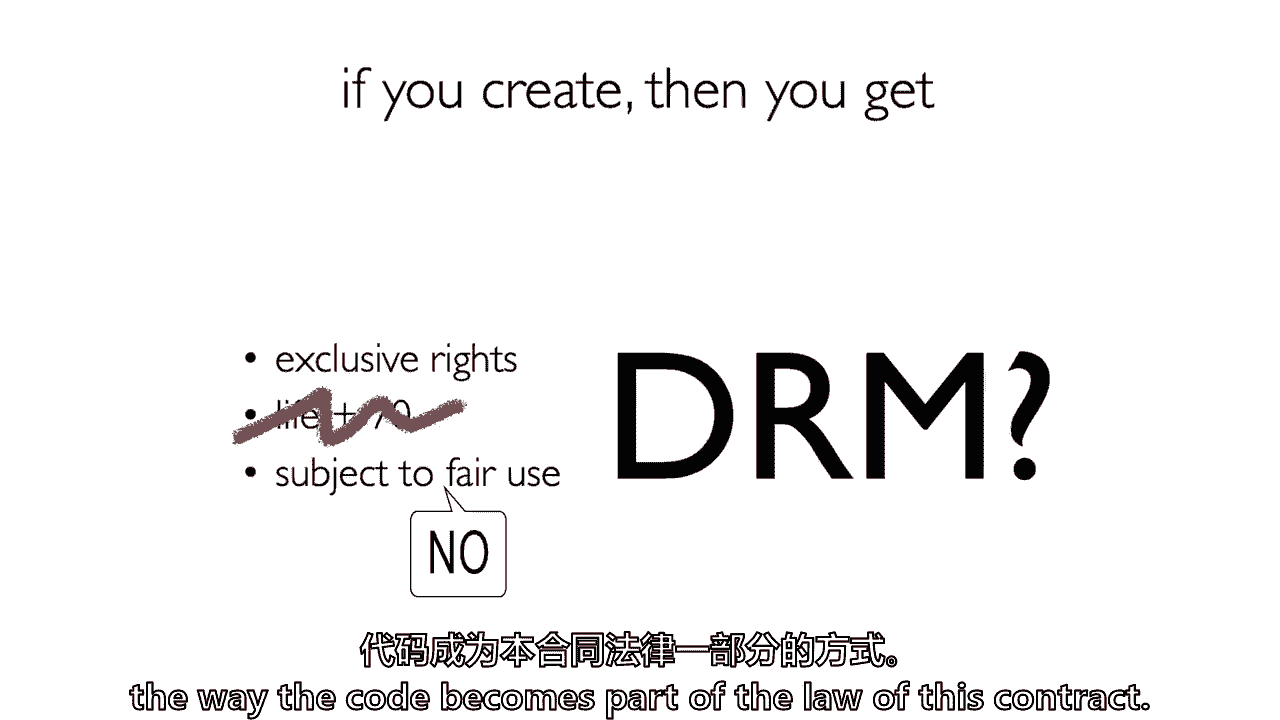 if you create, then you get
• exclusive rights
• life + 70
• subject to fair use
DRM?
NO
代码成为本合同法律一部分的方式。
the way the code becomes part of the law of this contract.